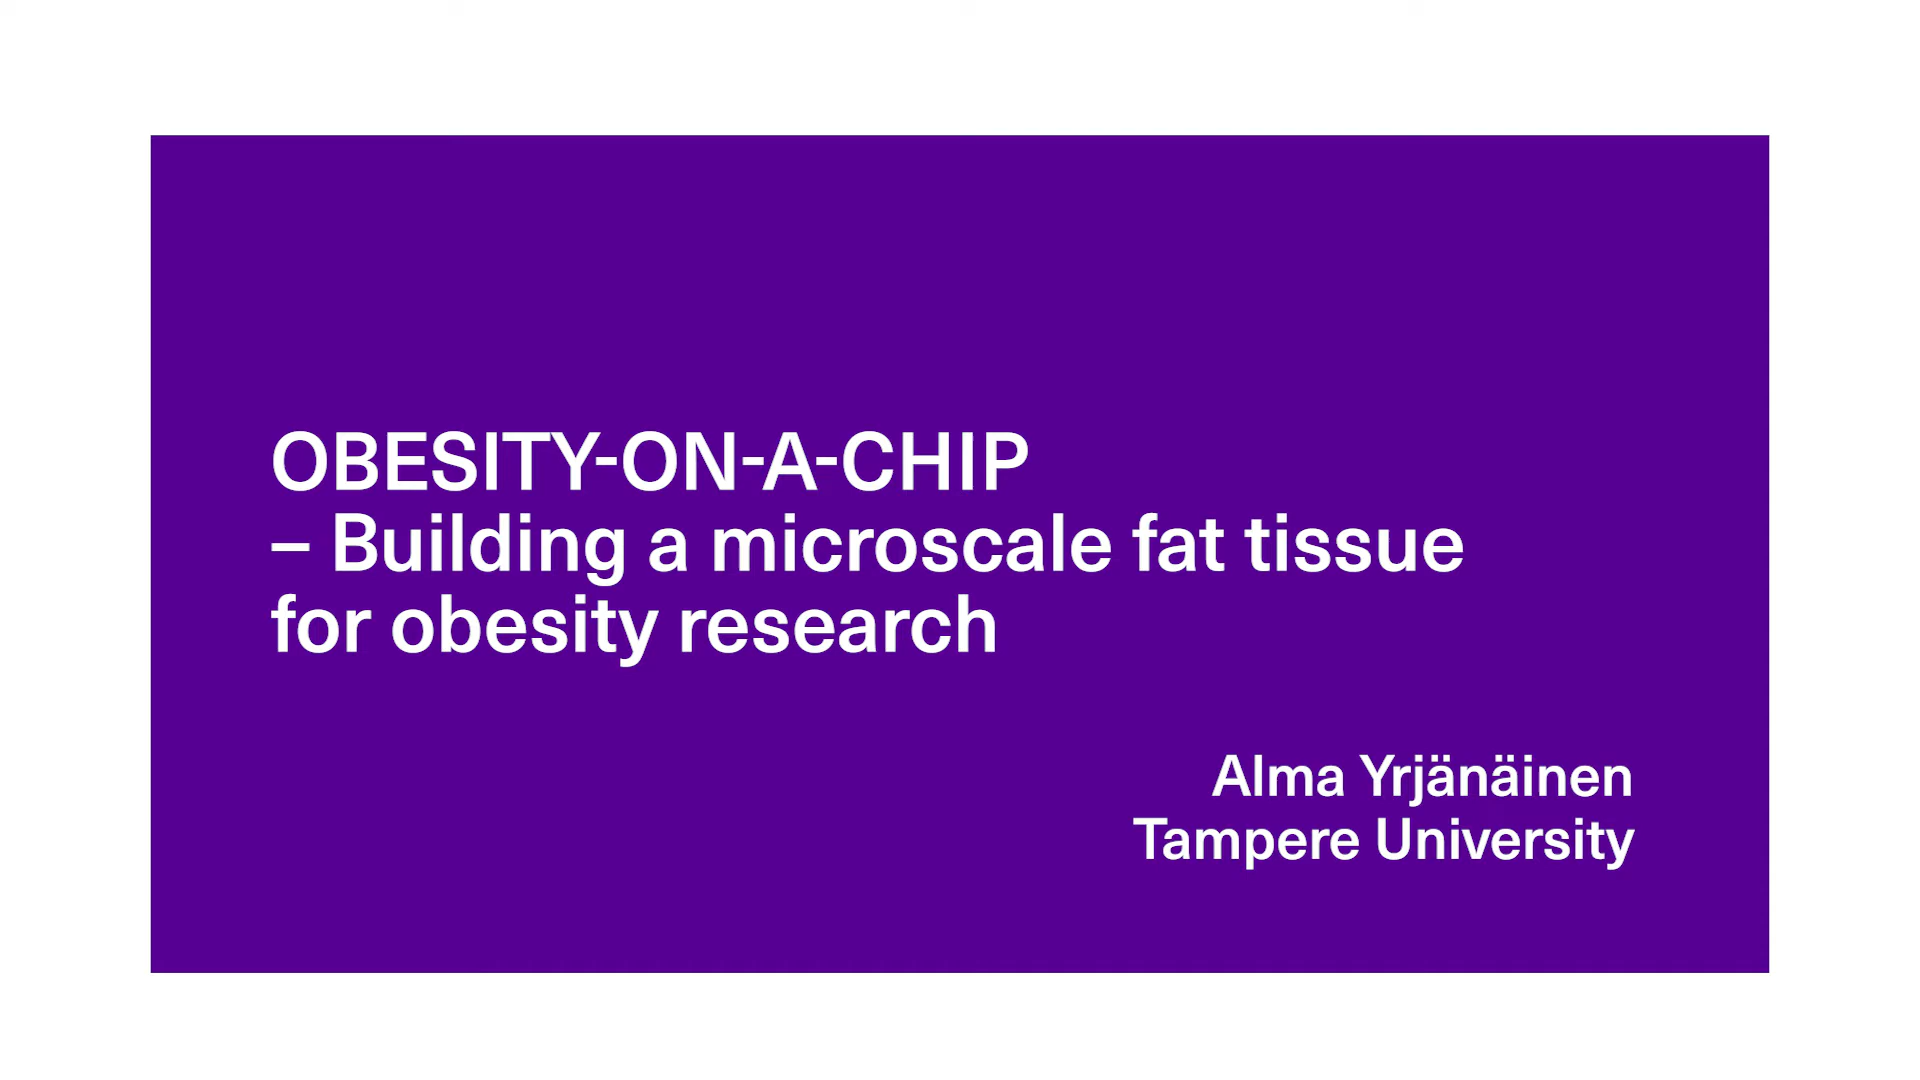 OBESITY-ON-A-CHIP
– Building a microscale fat tissue
for obesity research
Alma Yrjänäinen
Tampere University